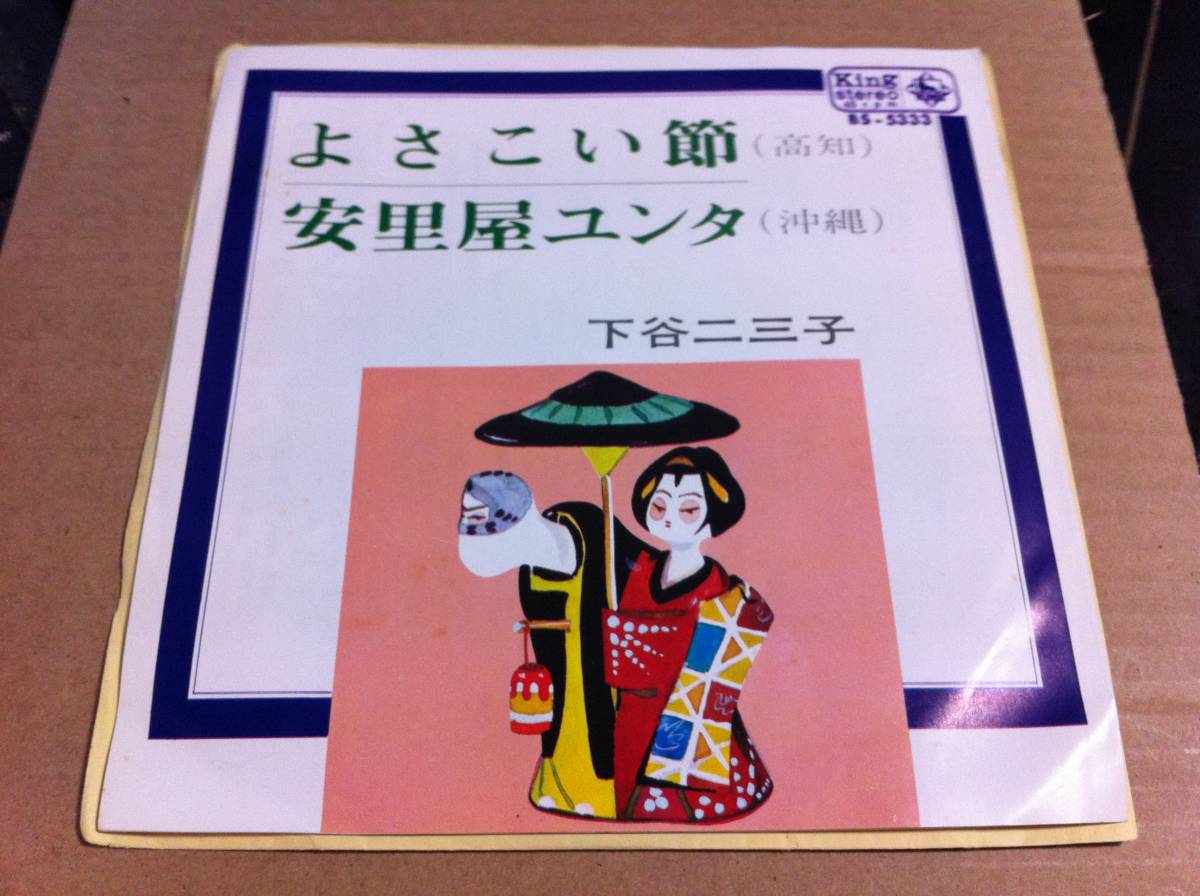 King
stereo
45 r.p.m
BS-5333
よさこい節(高知)
安里屋ユンタ(沖縄)
下谷二三子